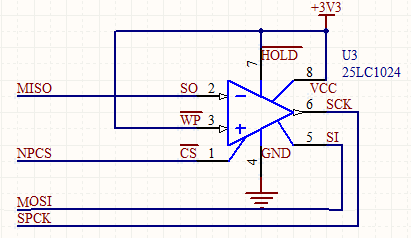 +3V3
HOLD
7
U3
8 25LC1024
VCC
MISO SO 2
6 SCK
WP 3
5 SI
NPCS CS 1
4 GND
MOSI
SPCK